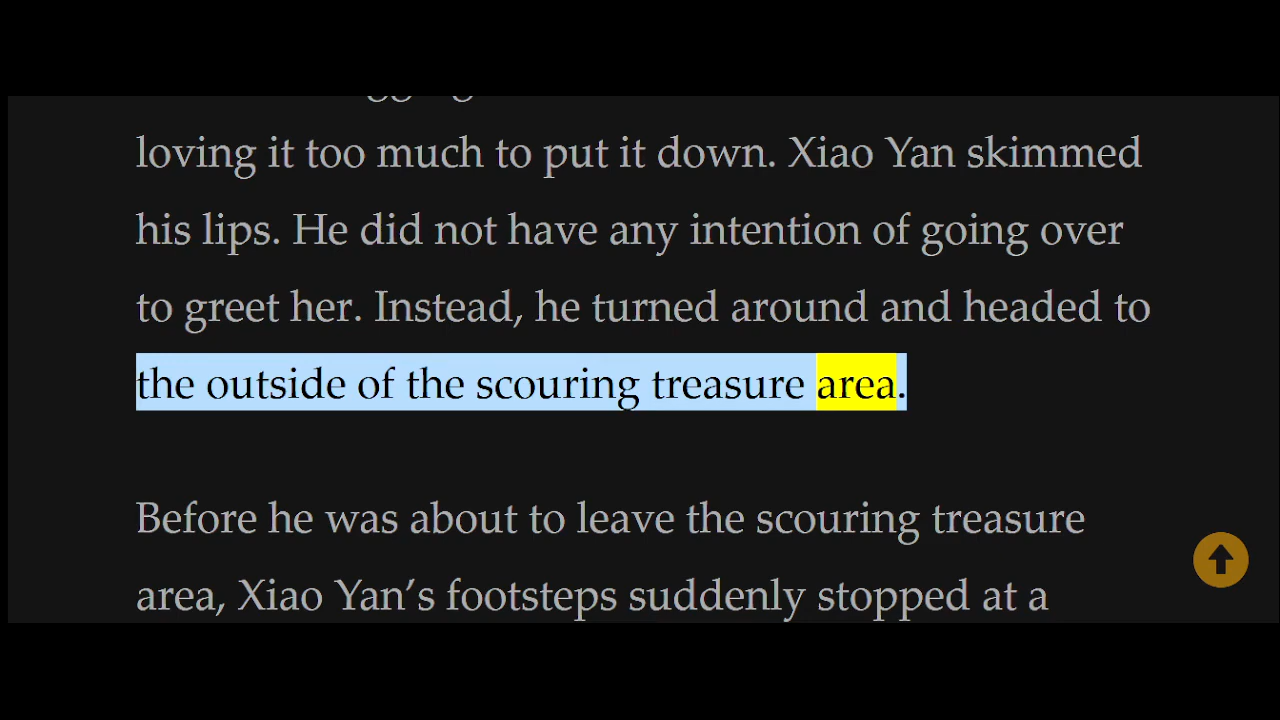 loving it too much to put it down. Xiao Yan skimmed
his lips. He did not have any intention of going over
to greet her. Instead, he turned around and headed to
the outside of the scouring treasure area.
Before he was about to leave the scouring treasure
area, Xiao Yan’s footsteps suddenly stopped at a